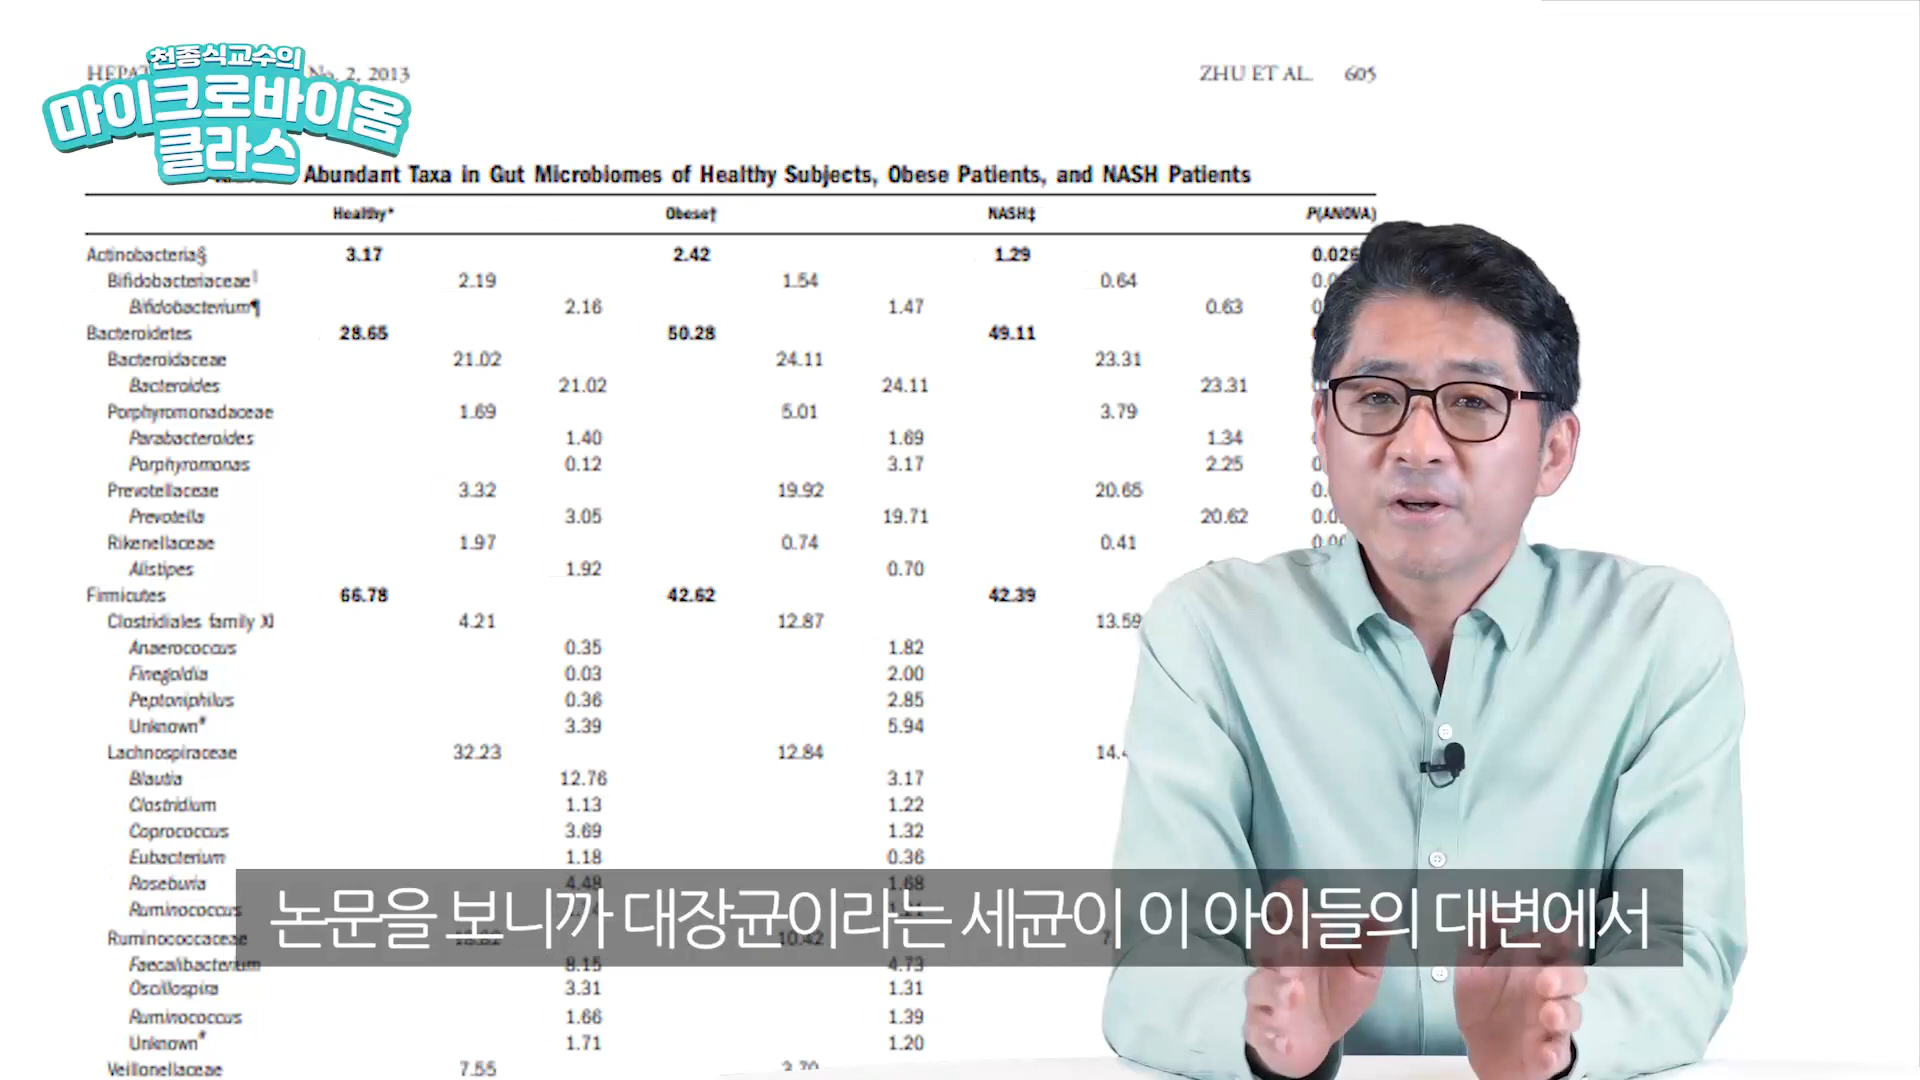 천종식교수의
마이크로바이옴
클라스
No. 2, 2013
ZHU ET AL. 605
Abundant Taxa in Gut Microbiomes of Healthy Subjects, Obese Patients, and NASH Patients
Healthy* Obese† NASH‡ P(ANOVA)
Actinobacteria§ 3.17 2.42 1.29 0.026
Bifidobacteriaceae‖ 2.19 1.54 0.64
Bifidobacterium¶ 2.16 1.47 0.63
Bacteroidetes 28.65 50.28 49.11
Bacteroidaceae 21.02 24.11 23.31
Bacteroides 21.02 24.11 23.31
Porphyromonadaceae 1.69 5.01 3.79
Parabacteroides 1.40 1.69 1.34
Porphyromonas 0.12 3.17 2.25
Prevotellaceae 3.32 19.92 20.65
Prevotella 3.05 19.71 20.62
Rikenellaceae 1.97 0.74 0.41
Alistipes 1.92 0.70
Firmicutes 66.78 42.62 42.39
Clostridiales family XI 4.21 12.87 13.59
Anaerococcus 0.35 1.82
Finegoldia 0.03 2.00
Peptoniphilus 0.36 2.85
Unknown# 3.39 5.94
Lachnospiraceae 32.23 12.84
Blautia 12.76 3.17
Clostridium 1.13 1.22
Coprococcus 3.69 1.32
Eubacterium 1.18 0.36
Roseburia 4.48 1.68
Ruminococcus
논문을 보니까 대장균이라는 세균이 이 아이들의 대변에서
Ruminococcaceae 10.42
Faecalibacterium 8.15 4.73
Oscillospira 3.31 1.31
Ruminococcus 1.66 1.39
Unknown# 1.71 1.20
Veillonellaceae 7.55 3.70